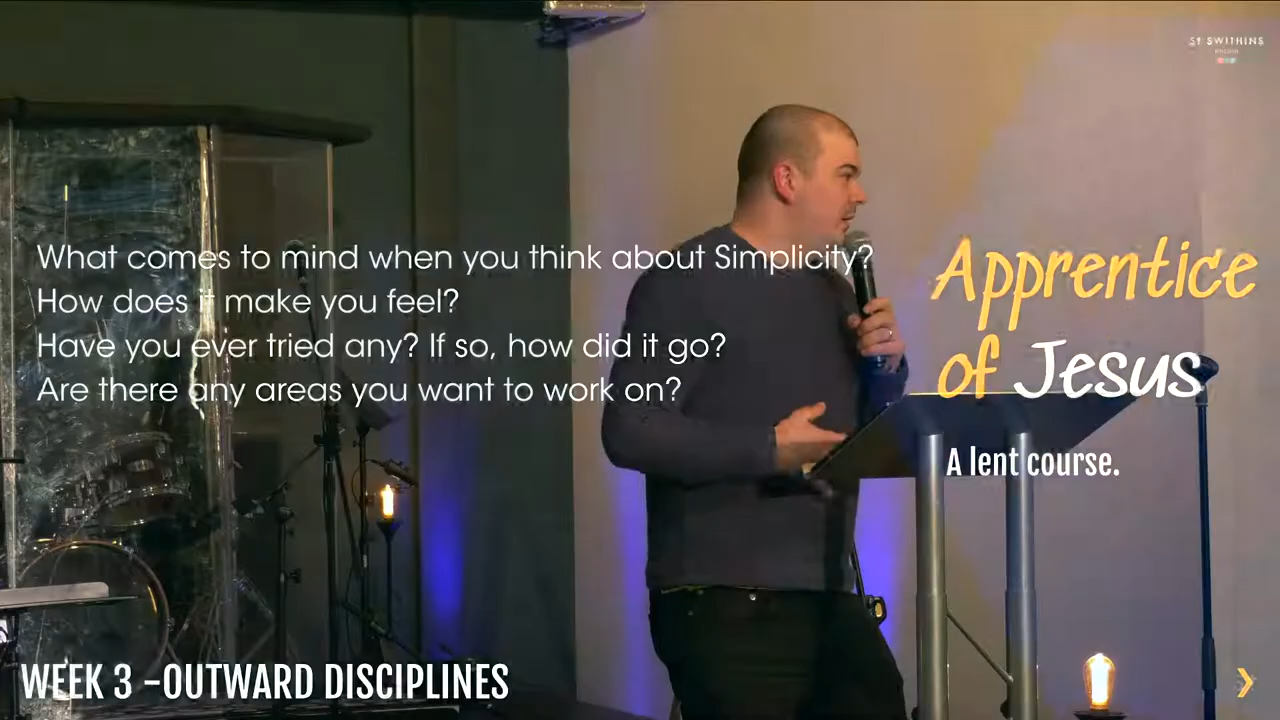 St SWITHINS
What comes to mind when you think about Simplicity?
How does it make you feel?
Have you ever tried any? If so, how did it go?
Are there any areas you want to work on?
Apprentice
of Jesus
A lent course.
WEEK 3 -OUTWARD DISCIPLINES